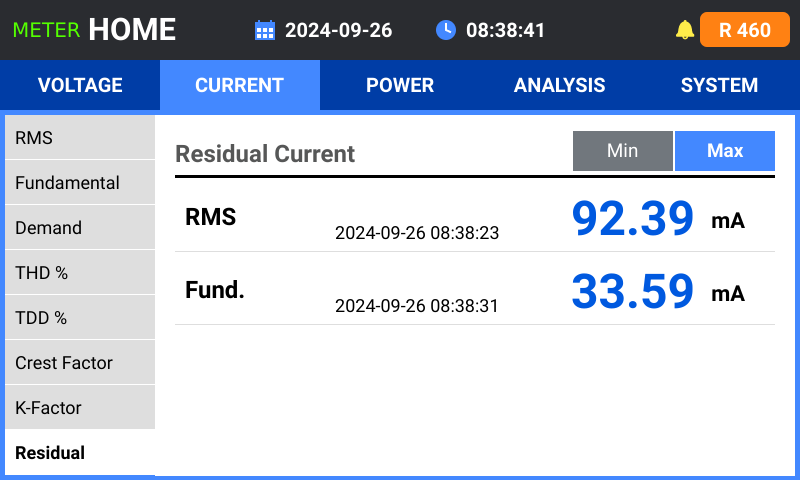 METER HOME 2024-09-26 08:38:41 R 460
VOLTAGE CURRENT POWER ANALYSIS SYSTEM
RMS
Fundamental
Demand
THD %
TDD %
Crest Factor
K-Factor
Residual
Residual Current Min Max
RMS 2024-09-26 08:38:23 92.39 mA
Fund. 2024-09-26 08:38:31 33.59 mA